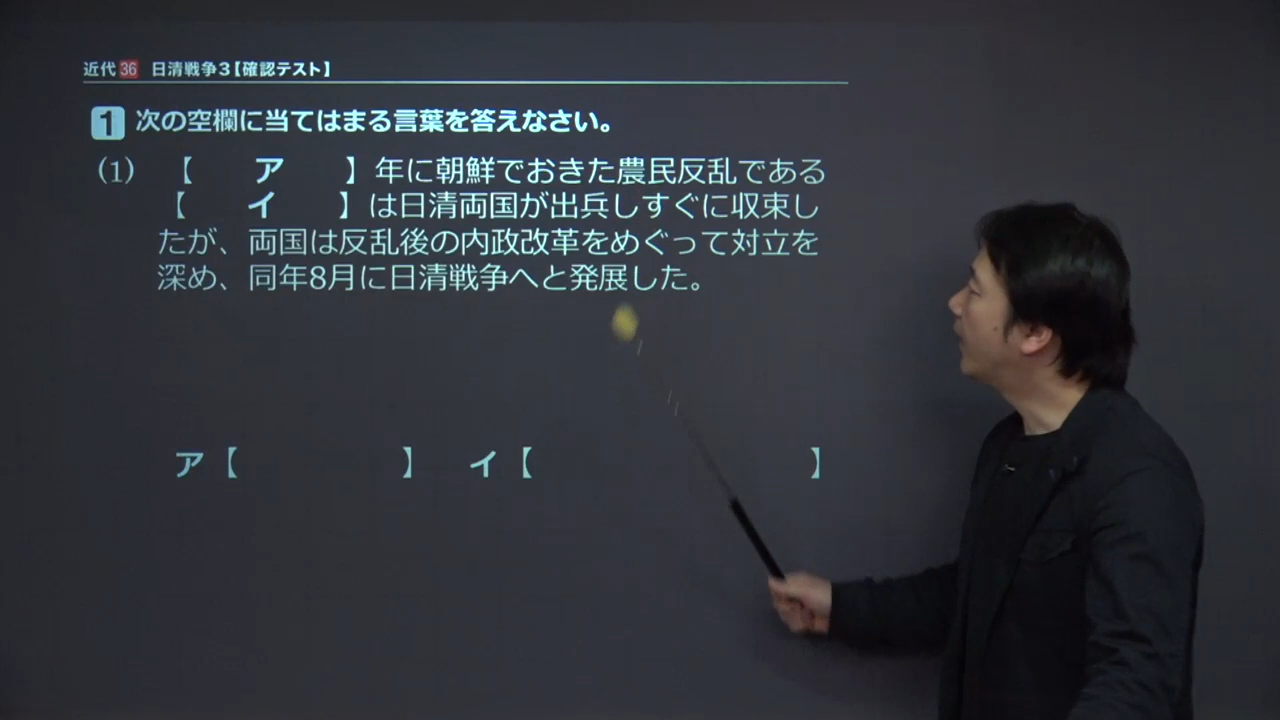 近代36 日清戦争3【確認テスト】
1 次の空欄に当てはまる言葉を答えなさい。
(1) 【 ア 】年に朝鮮でおきた農民反乱である
【 イ 】は日清両国が出兵しすぐに収束し
たが、両国は反乱後の内政改革をめぐって対立を
深め、同年8月に日清戦争へと発展した。
ア【 】 イ【 】